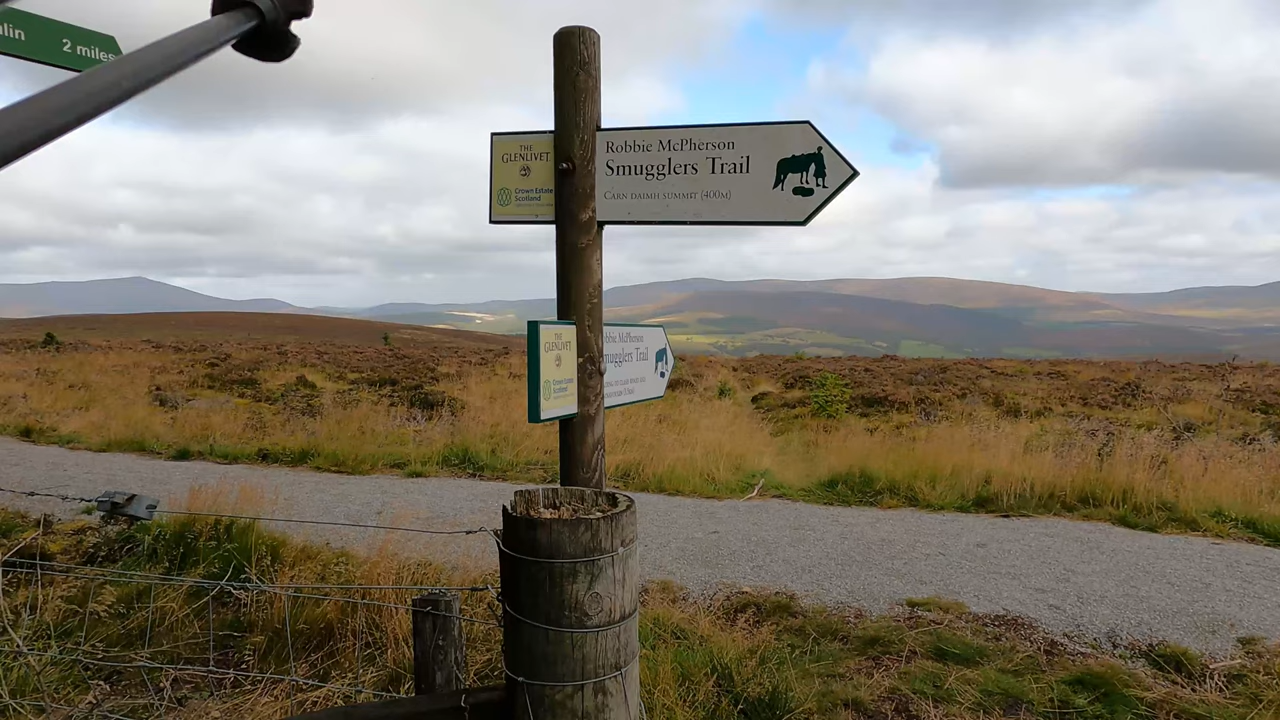 lin
2 miles
THE
GLENLIVET
Crown Estate
Scotland
Robbie McPherson
Smugglers Trail
CARN DAIMH SUMMIT (400M)
THE
GLENLIVET
Crown Estate
Scotland
obbie McPherson
mugglers Trail